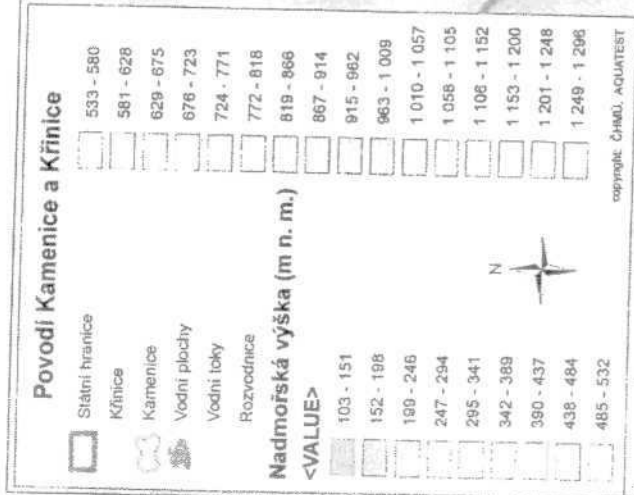 Povodí Kamenice a Křinice
Státní hranice
Křinice
Kamenice
Vodní plochy
Vodní toky
Rozvodnice
Nadmořská výška (m n. m.)
<VALUE>
103 - 151
152 - 198
199 - 246
247 - 294
295 - 341
342 - 389
390 - 437
438 - 484
485 - 532
533 - 580
581 - 628
629 - 675
676 - 723
724 - 771
772 - 818
819 - 866
867 - 914
915 - 962
963 - 1 009
1 010 - 1 057
1 058 - 1 105
1 106 - 1 152
1 153 - 1 200
1 201 - 1 248
1 249 - 1 296
N
copyright: ČHMÚ, AQUATEST